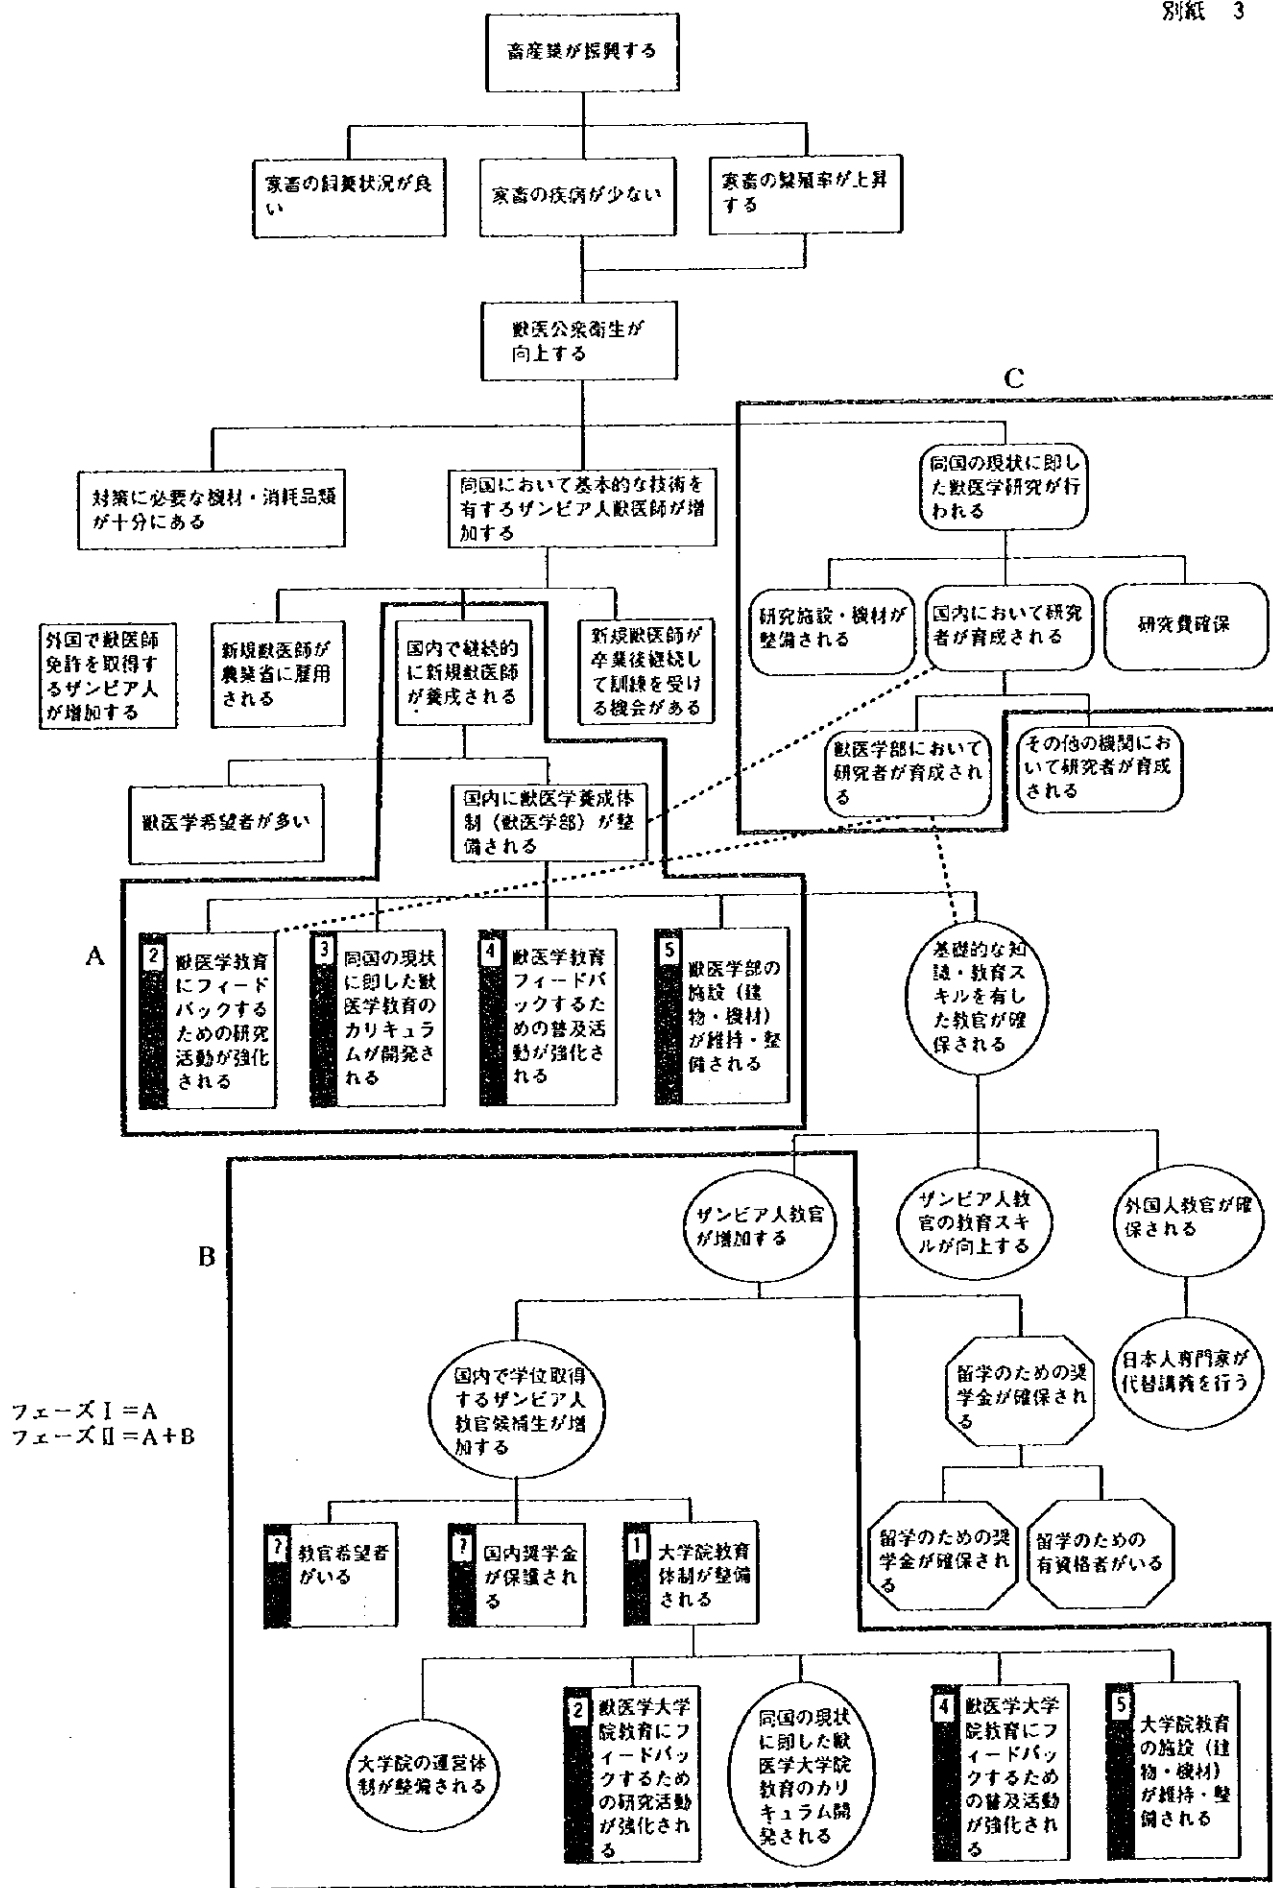 別紙 3
畜産業が振興する
家畜の飼養状況が良
い
家畜の疾病が少ない
家畜の繁殖率が上昇
する
獣医公衆衛生が
向上する
C
対策に必要な機材・消耗品類
が十分にある
同国において基本的な技術を
有するザンビア人獣医師が増
加する
同国の現状に即し
た獣医学研究が行
われる
研究施設・機材が
整備される
国内において研究
者が育成される
研究費確保
外国で獣医師
免許を取得す
るザンビア人
が増加する
新規獣医師が
農業省に雇用
される
国内で継続的
に新規獣医師
が養成される
新規獣医師が
卒業後継続し
て訓練を受け
る機会がある
獣医学部において
研究者が育成され
る
その他の機関にお
いて研究者が育成
される
獣医学希望者が多い
国内に獣医学養成体
制（獣医学部）が整
備される
A
2
獣医学教育
にフィード
バックする
ための研究
活動が強化
される
3
同国の現状
に即した獣
医学教育の
カリキュラ
ムが開発さ
れる
4
獣医学教育
フィードバ
ックするた
めの普及活
動が強化さ
れる
5
獣医学部の
施設（建
物・機材）
が維持・整
備される
基礎的な知
識・教育ス
キルを有し
た教官が確
保される
B
ザンビア人教官
が増加する
ザンビア人教
官の教育スキ
ルが向上する
外国人教官が確
保される
国内で学位取得
するザンビア人
教官候補生が増
加する
留学のための奨
学金が確保され
る
日本人専門家が
代替講義を行う
フェーズⅠ＝A
フェーズⅡ＝A+B
?
教官希望者
がいる
?
国内奨学金
が保護され
る
1
大学院教育
体制が整備
される
留学のための奨
学金が確保され
る
留学のための
有資格者がいる
大学院の運営体
制が整備される
2
獣医学大学
院教育にフ
ィードバッ
クするため
の研究活動
が強化され
る
同国の現状
に即した獣
医学大学院
教育のカリ
キュラム開
発される
4
獣医学大学
院教育にフ
ィードバッ
クするため
の普及活動
が強化され
る
5
大学院教育
の施設（建
物・機材）
が維持・整
備される